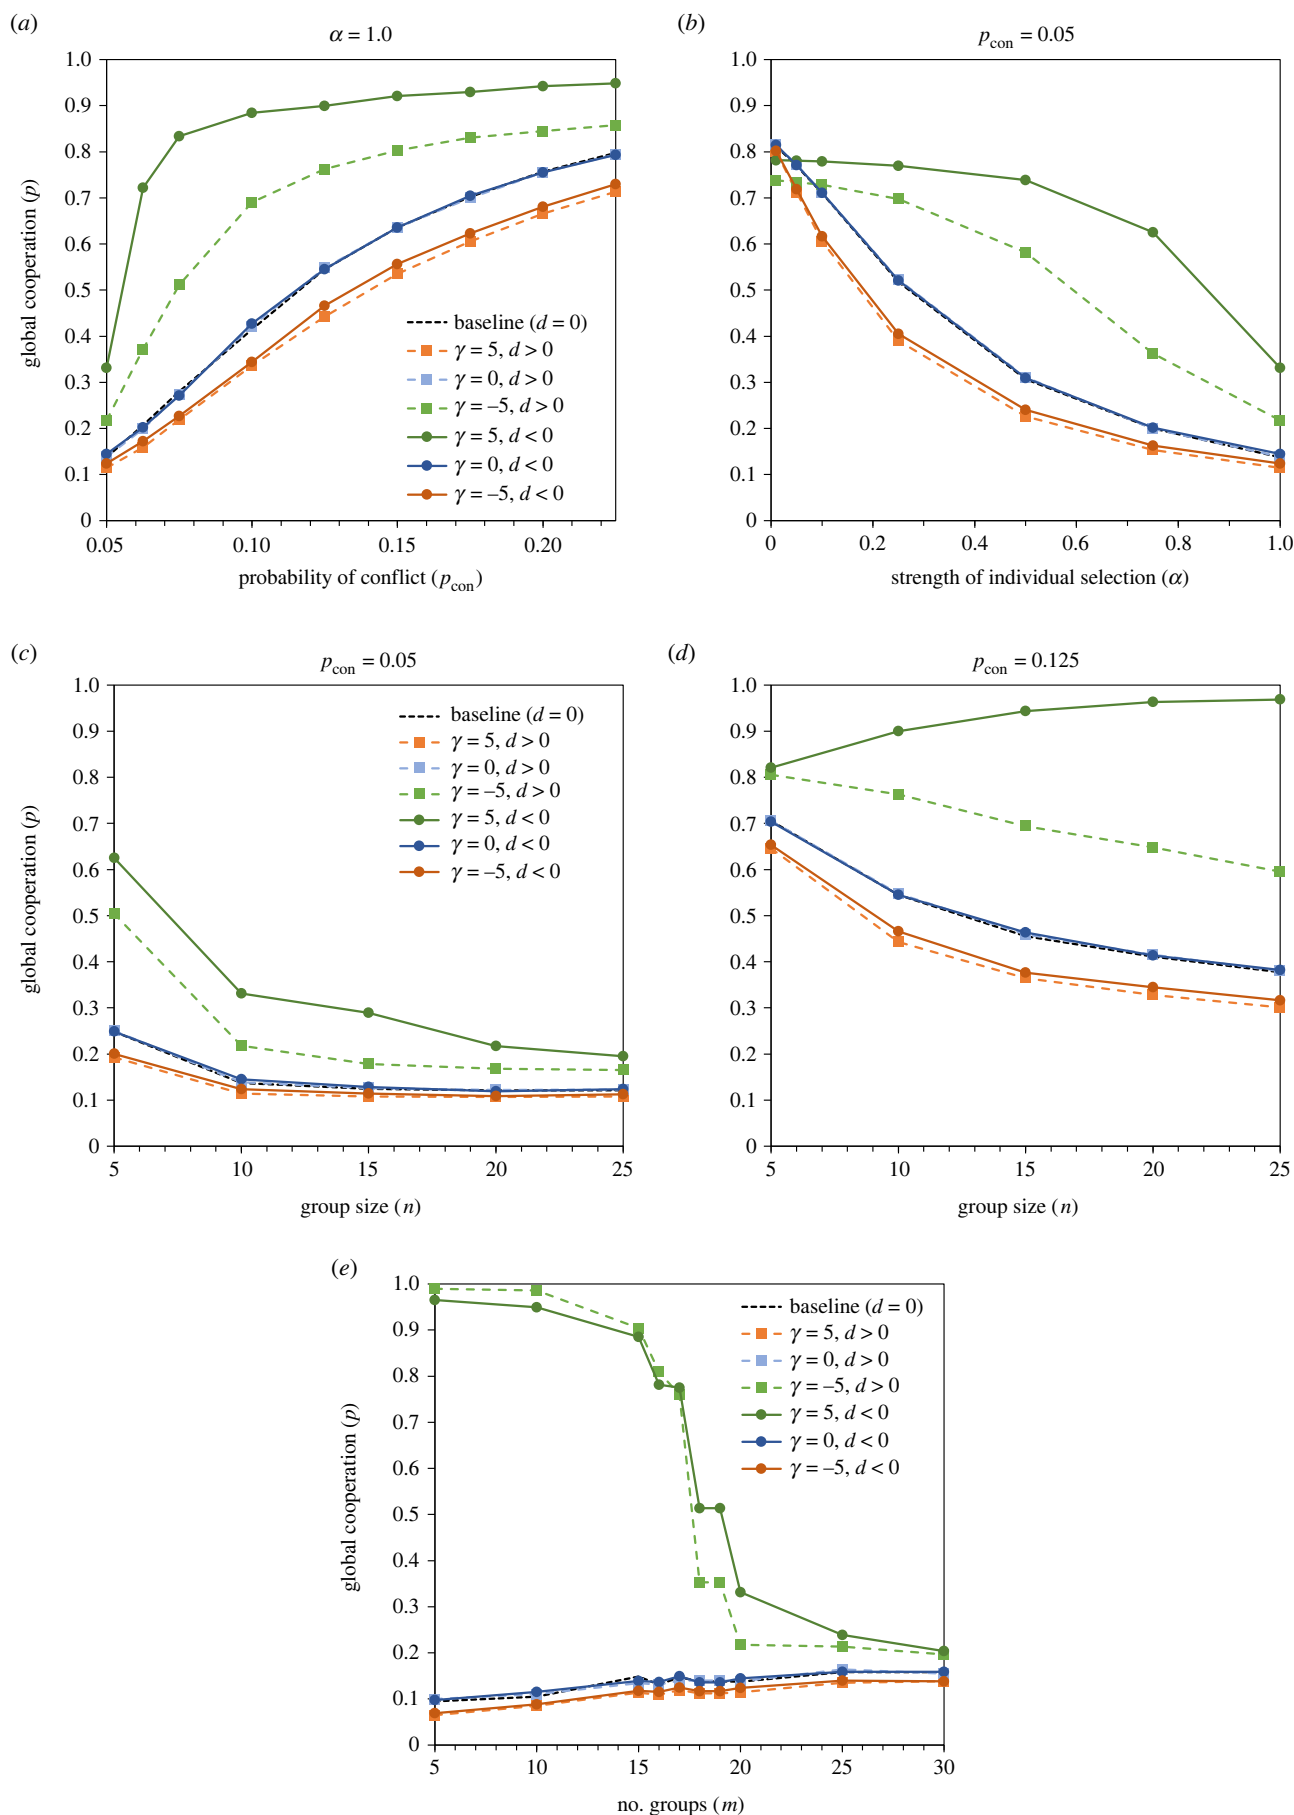 (a)
α = 1.0
1.0
0.9
0.8
0.7
0.6
0.5
0.4
0.3
0.2
0.1
0
global cooperation (p)
baseline (d = 0)
γ = 5, d > 0
γ = 0, d > 0
γ = –5, d > 0
γ = 5, d < 0
γ = 0, d < 0
γ = –5, d < 0
0.05 0.10 0.15 0.20
probability of conflict (p_con)
(b)
p_con = 0.05
1.0
0.9
0.8
0.7
0.6
0.5
0.4
0.3
0.2
0.1
0
0 0.2 0.4 0.6 0.8 1.0
strength of individual selection (α)
(c)
p_con = 0.05
1.0
0.9
0.8
0.7
0.6
0.5
0.4
0.3
0.2
0.1
0
global cooperation (p)
baseline (d = 0)
γ = 5, d > 0
γ = 0, d > 0
γ = –5, d > 0
γ = 5, d < 0
γ = 0, d < 0
γ = –5, d < 0
5 10 15 20 25
group size (n)
(d)
p_con = 0.125
1.0
0.9
0.8
0.7
0.6
0.5
0.4
0.3
0.2
0.1
0
5 10 15 20 25
group size (n)
(e)
1.0
0.9
0.8
0.7
0.6
0.5
0.4
0.3
0.2
0.1
0
global cooperation (p)
baseline (d = 0)
γ = 5, d > 0
γ = 0, d > 0
γ = –5, d > 0
γ = 5, d < 0
γ = 0, d < 0
γ = –5, d < 0
5 10 15 20 25 30
no. groups (m)